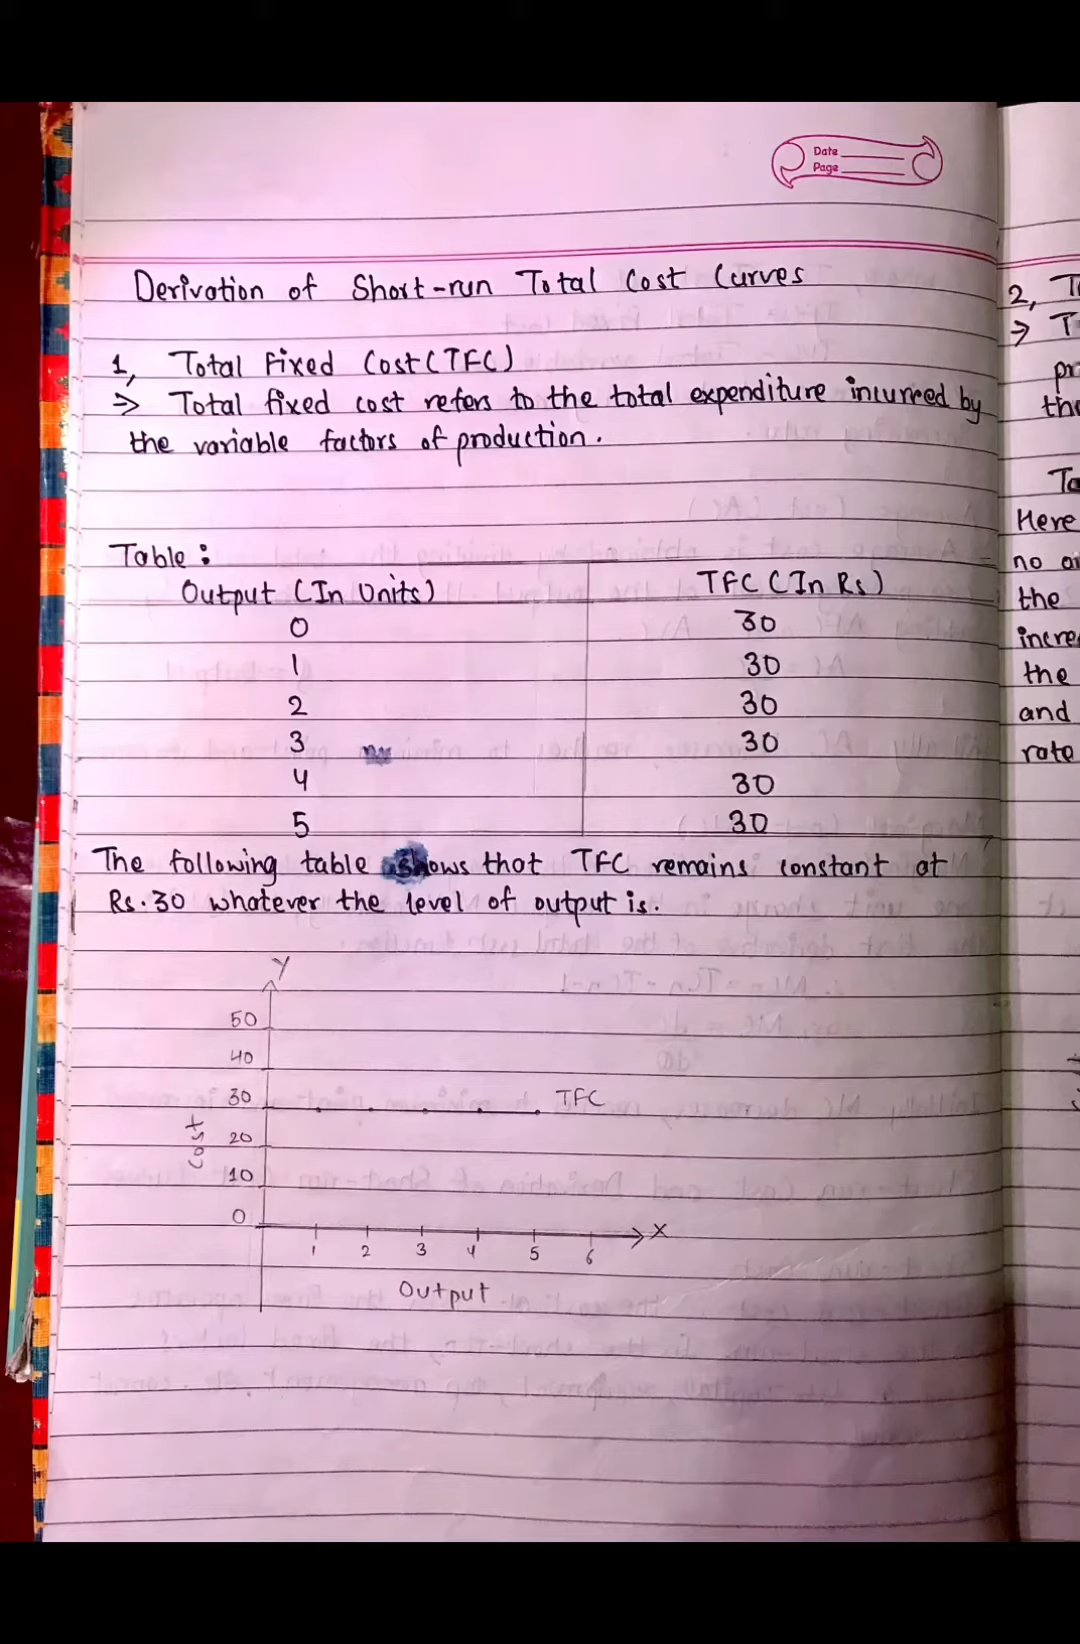 Date
Page
Derivation of Short-run Total Cost Curves
1, Total Fixed Cost (TFC)
⇒ Total fixed cost refers to the total expenditure incurred by
the variable factors of production.
Table :
Output (In Units) TFC (In Rs)
0 30
1 30
2 30
3 30
4 30
5 30
The following table shows that TFC remains constant at
Rs. 30 whatever the level of output is.
Y
50
40
30 TFC
20
10
0
Cost
X
1 2 3 4 5 6
Output
2,
⇒
Here
no
the
the
and
rate